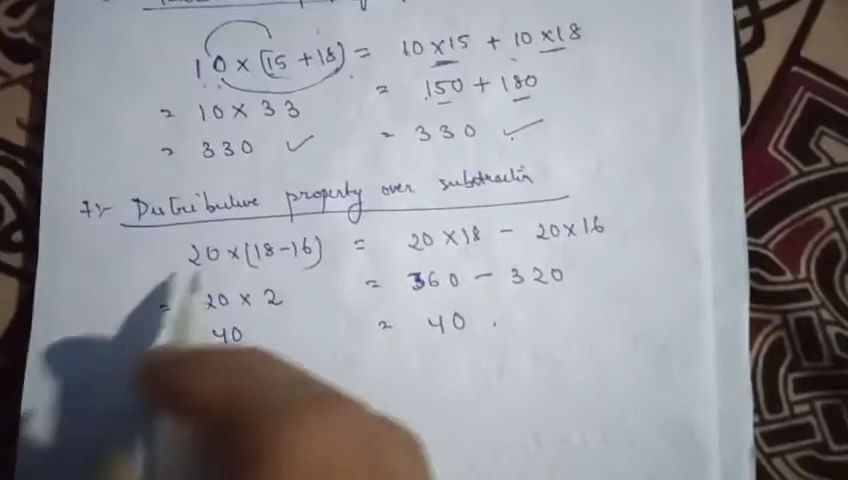 10 × (15 + 18) = 10 × 15 + 10 × 18
= 10 × 33 = 150 + 180
= 330 ✓ = 330 ✓
7:- Distributive property over substraction
20 × (18 - 16) = 20 × 18 - 20 × 16
= 20 × 2 = 360 - 320
40 = 40 .